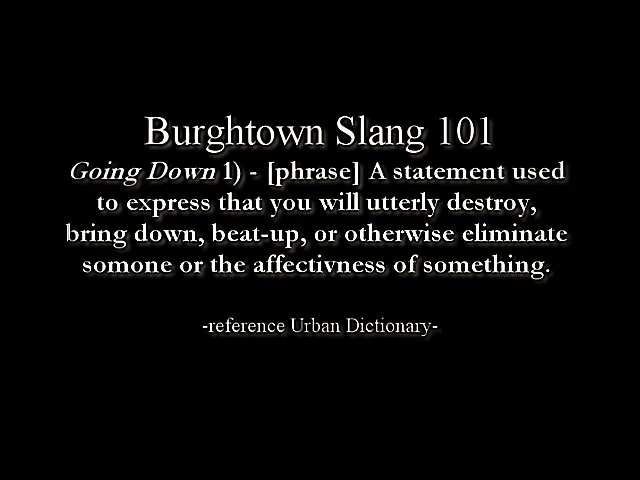 Burghtown Slang 101
Going Down 1) - [phrase] A statement used
to express that you will utterly destroy,
bring down, beat-up, or otherwise eliminate
somone or the affectivness of something.
-reference Urban Dictionary-